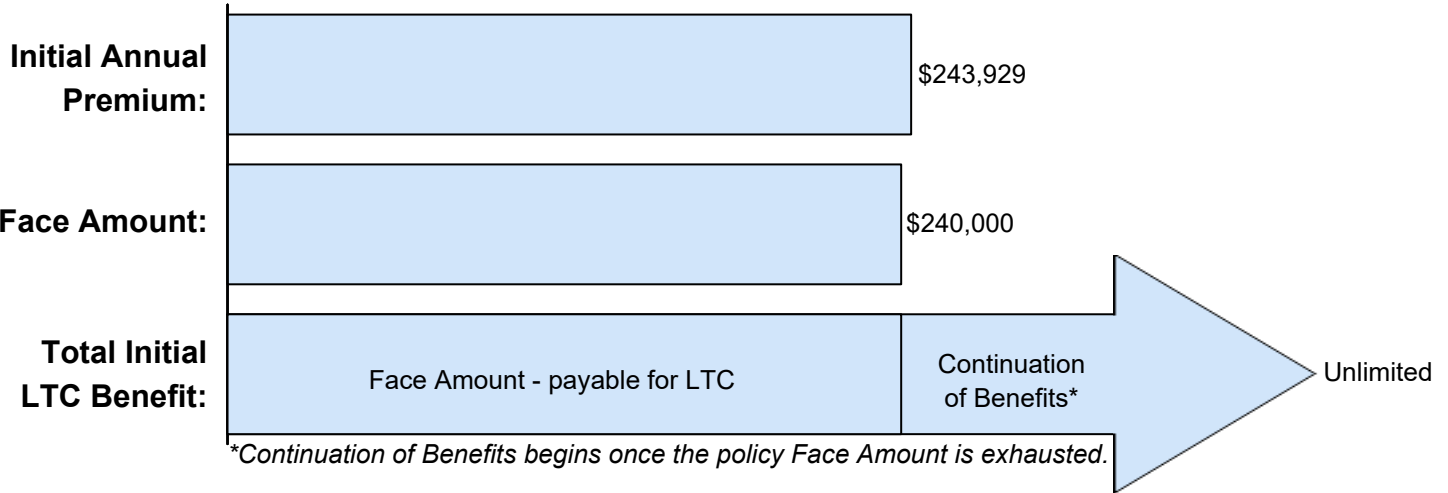 Initial Annual
Premium:
$243,929
Face Amount:
$240,000
Total Initial
LTC Benefit:
Face Amount - payable for LTC
Continuation
of Benefits*
Unlimited
*Continuation of Benefits begins once the policy Face Amount is exhausted.